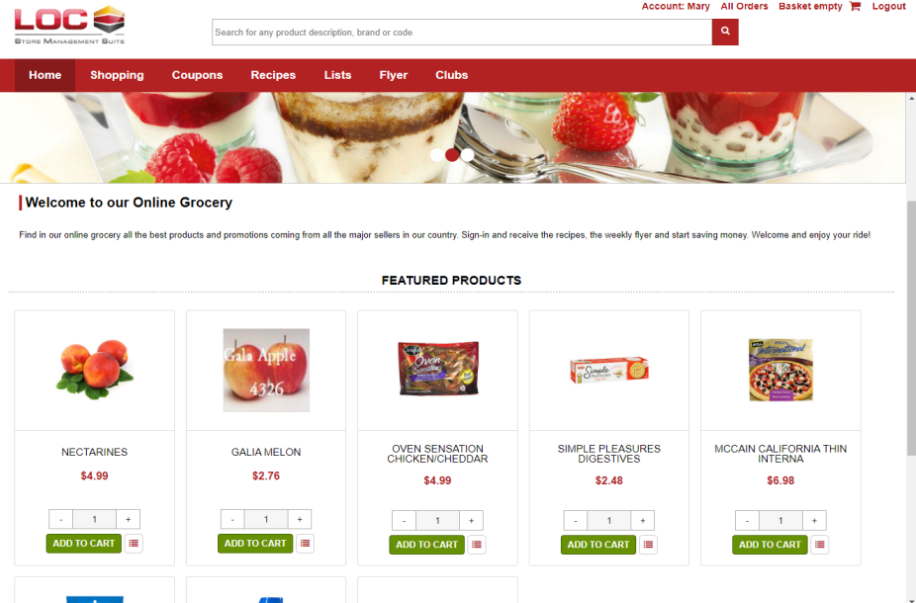 LOC
STORE MANAGEMENT SUITE
Account: Mary All Orders Basket empty Logout
Search for any product description, brand or code
Home Shopping Coupons Recipes Lists Flyer Clubs
Welcome to our Online Grocery
Find in our online grocery all the best products and promotions coming from all the major sellers in our country. Sign-in and receive the recipes, the weekly flyer and start saving money. Welcome and enjoy your ride!
FEATURED PRODUCTS
Gala Apple
4326
Oven
Simple
NECTARINES
$4.99
- 1 +
ADD TO CART
GALIA MELON
$2.76
- 1 +
ADD TO CART
OVEN SENSATION
CHICKEN/CHEDDAR
$4.99
- 1 +
ADD TO CART
SIMPLE PLEASURES
DIGESTIVES
$2.48
- 1 +
ADD TO CART
MCCAIN CALIFORNIA THIN
INTERNA
$6.98
- 1 +
ADD TO CART